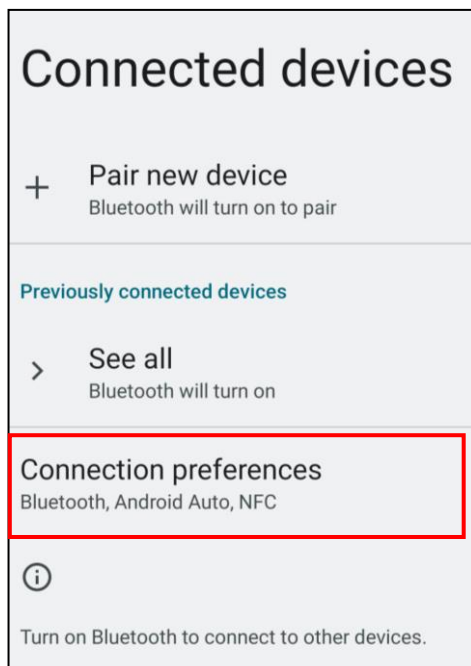 Connected devices
Pair new device
Bluetooth will turn on to pair
Previously connected devices
See all
Bluetooth will turn on
Connection preferences
Bluetooth, Android Auto, NFC
Turn on Bluetooth to connect to other devices.